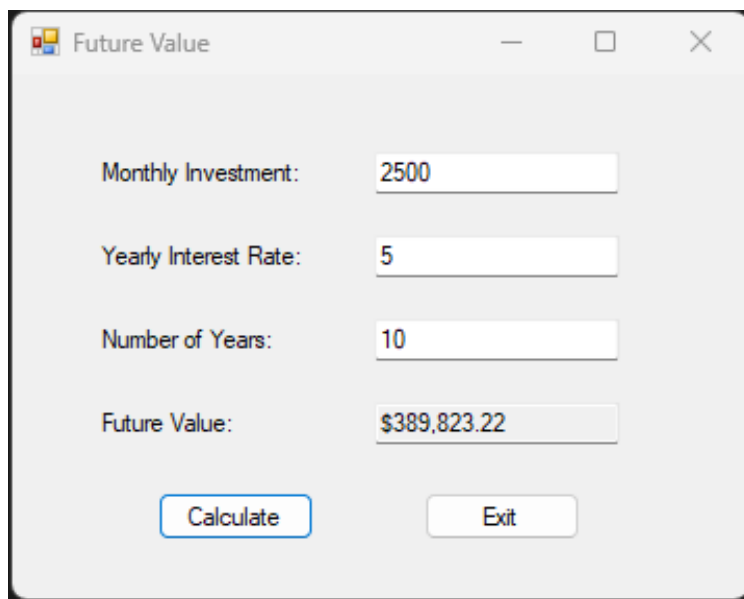 Future Value
Monthly Investment: 2500
Yearly Interest Rate: 5
Number of Years: 10
Future Value: $389,823.22
Calculate Exit